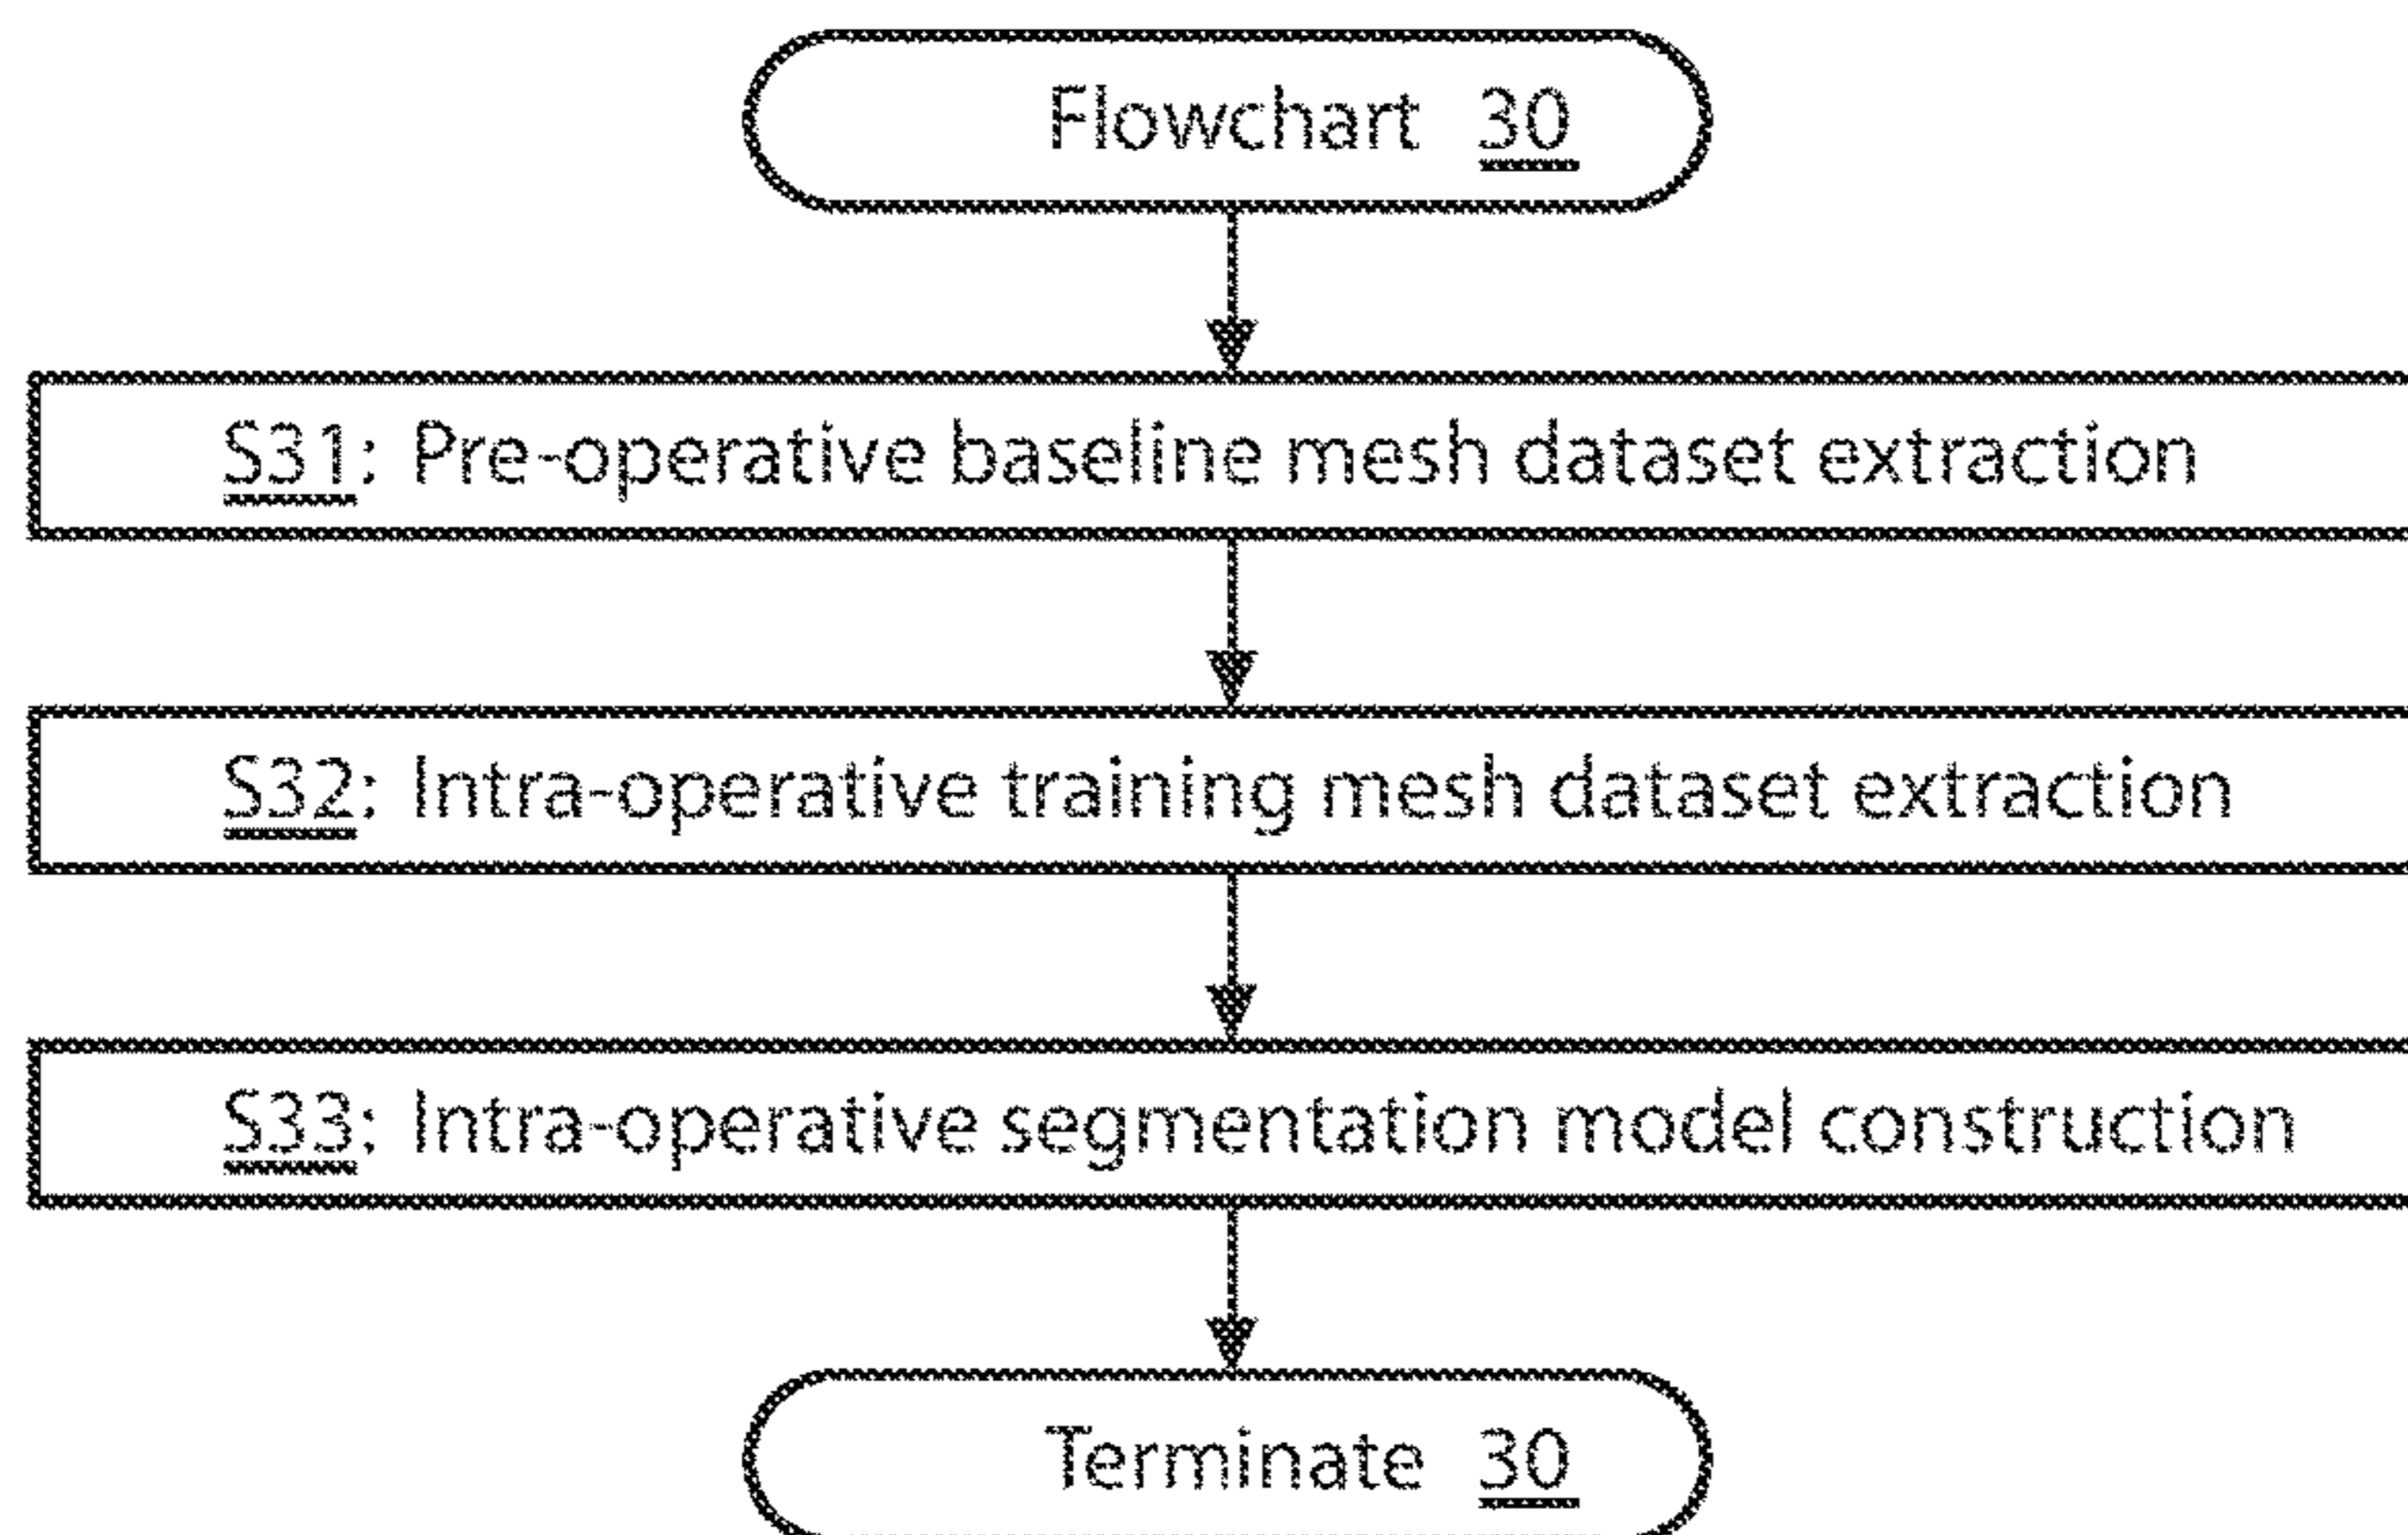 Flowchart 30
S31: Pre-operative baseline mesh dataset extraction
S32: Intra-operative training mesh dataset extraction
S33: Intra-operative segmentation model construction
Terminate 30